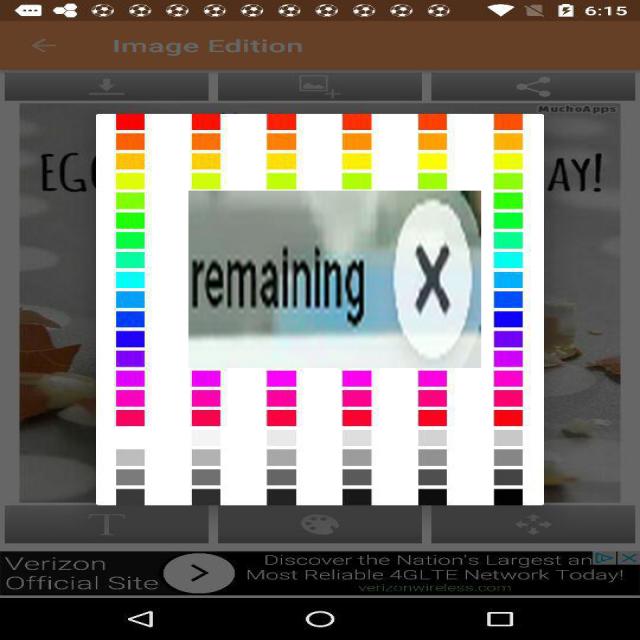 6:15
Image Edition
MuchoApps
EG
AY!
remaining X
T
Verizon
Official Site
>
Discover the Nation's Largest an
Most Reliable 4GLTE Network Today!
verizonwireless.com